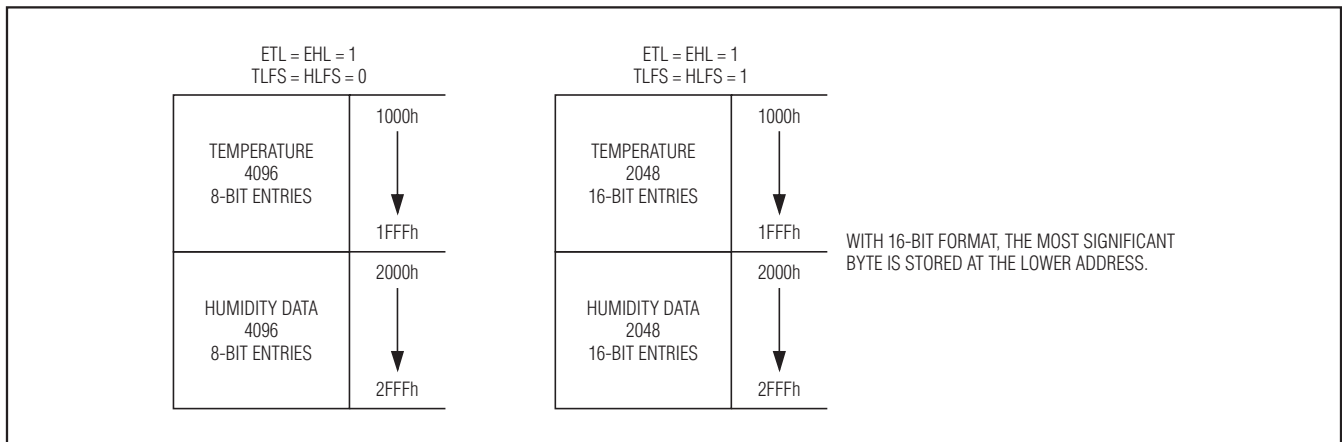 ETL = EHL = 1
TLFS = HLFS = 0
TEMPERATURE
4096
8-BIT ENTRIES
1000h
1FFFh
HUMIDITY DATA
4096
8-BIT ENTRIES
2000h
2FFFh
ETL = EHL = 1
TLFS = HLFS = 1
TEMPERATURE
2048
16-BIT ENTRIES
1000h
1FFFh
HUMIDITY DATA
2048
16-BIT ENTRIES
2000h
2FFFh
WITH 16-BIT FORMAT, THE MOST SIGNIFICANT
BYTE IS STORED AT THE LOWER ADDRESS.